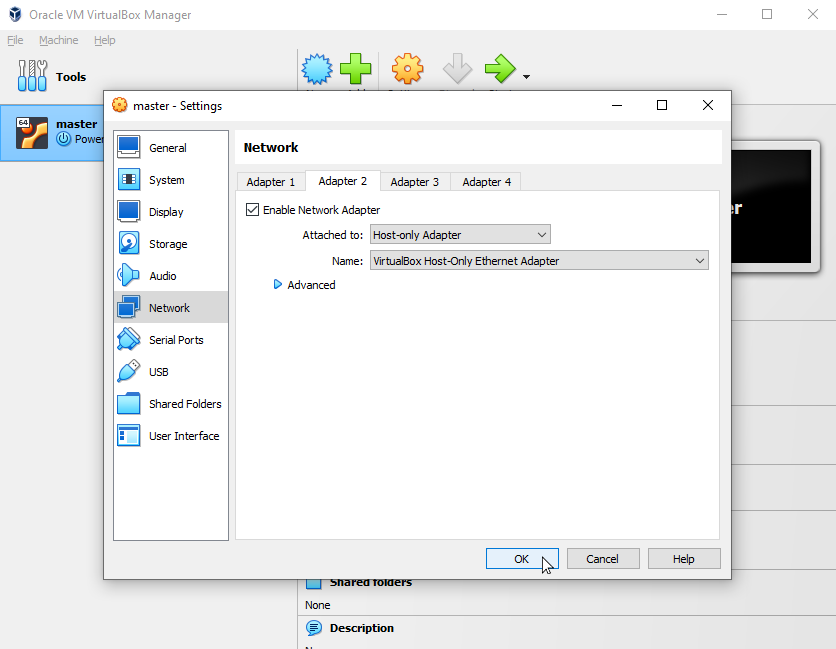 Oracle VM VirtualBox Manager
File Machine Help
Tools
64
master
Power
master - Settings
General
System
Display
Storage
Audio
Network
Serial Ports
USB
Shared Folders
User Interface
Network
Adapter 1 Adapter 2 Adapter 3 Adapter 4
Enable Network Adapter
Attached to: Host-only Adapter
Name: VirtualBox Host-Only Ethernet Adapter
Advanced
OK Cancel Help
er
Shared folders
None
Description